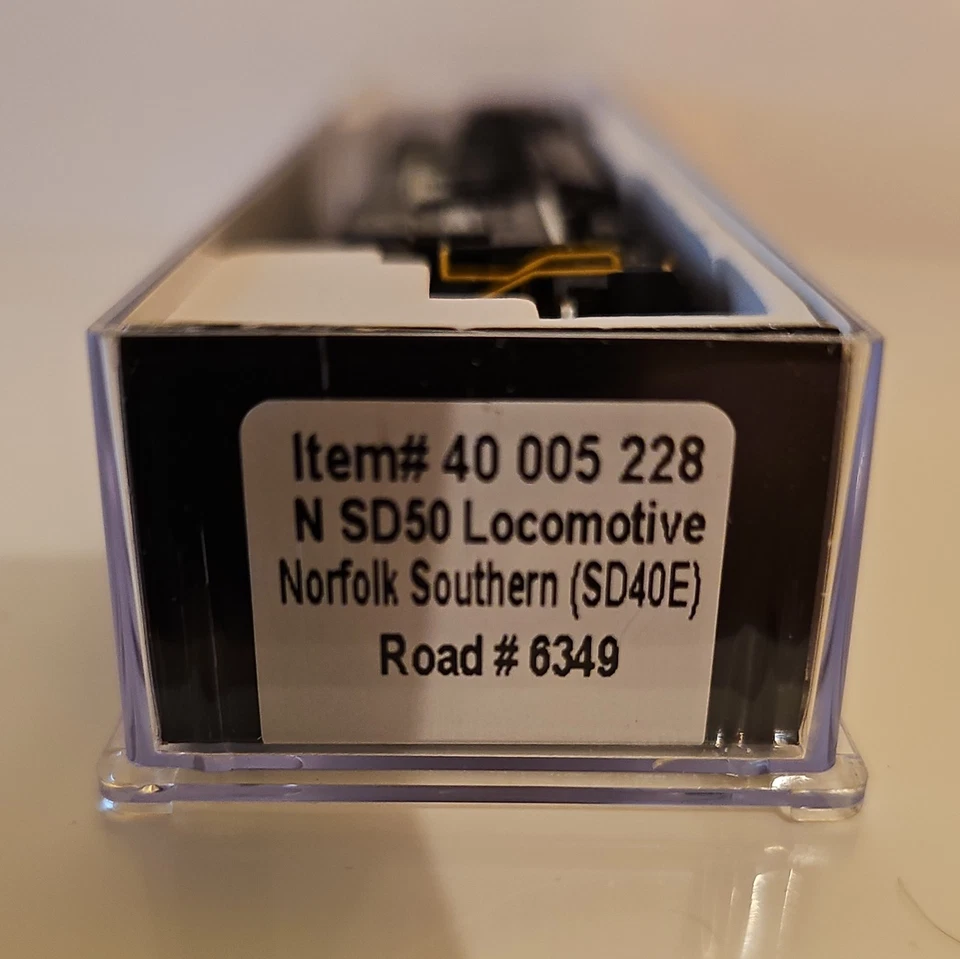 Item# 40 005 228
N SD50 Locomotive
Norfolk Southern (SD40E)
Road # 6349